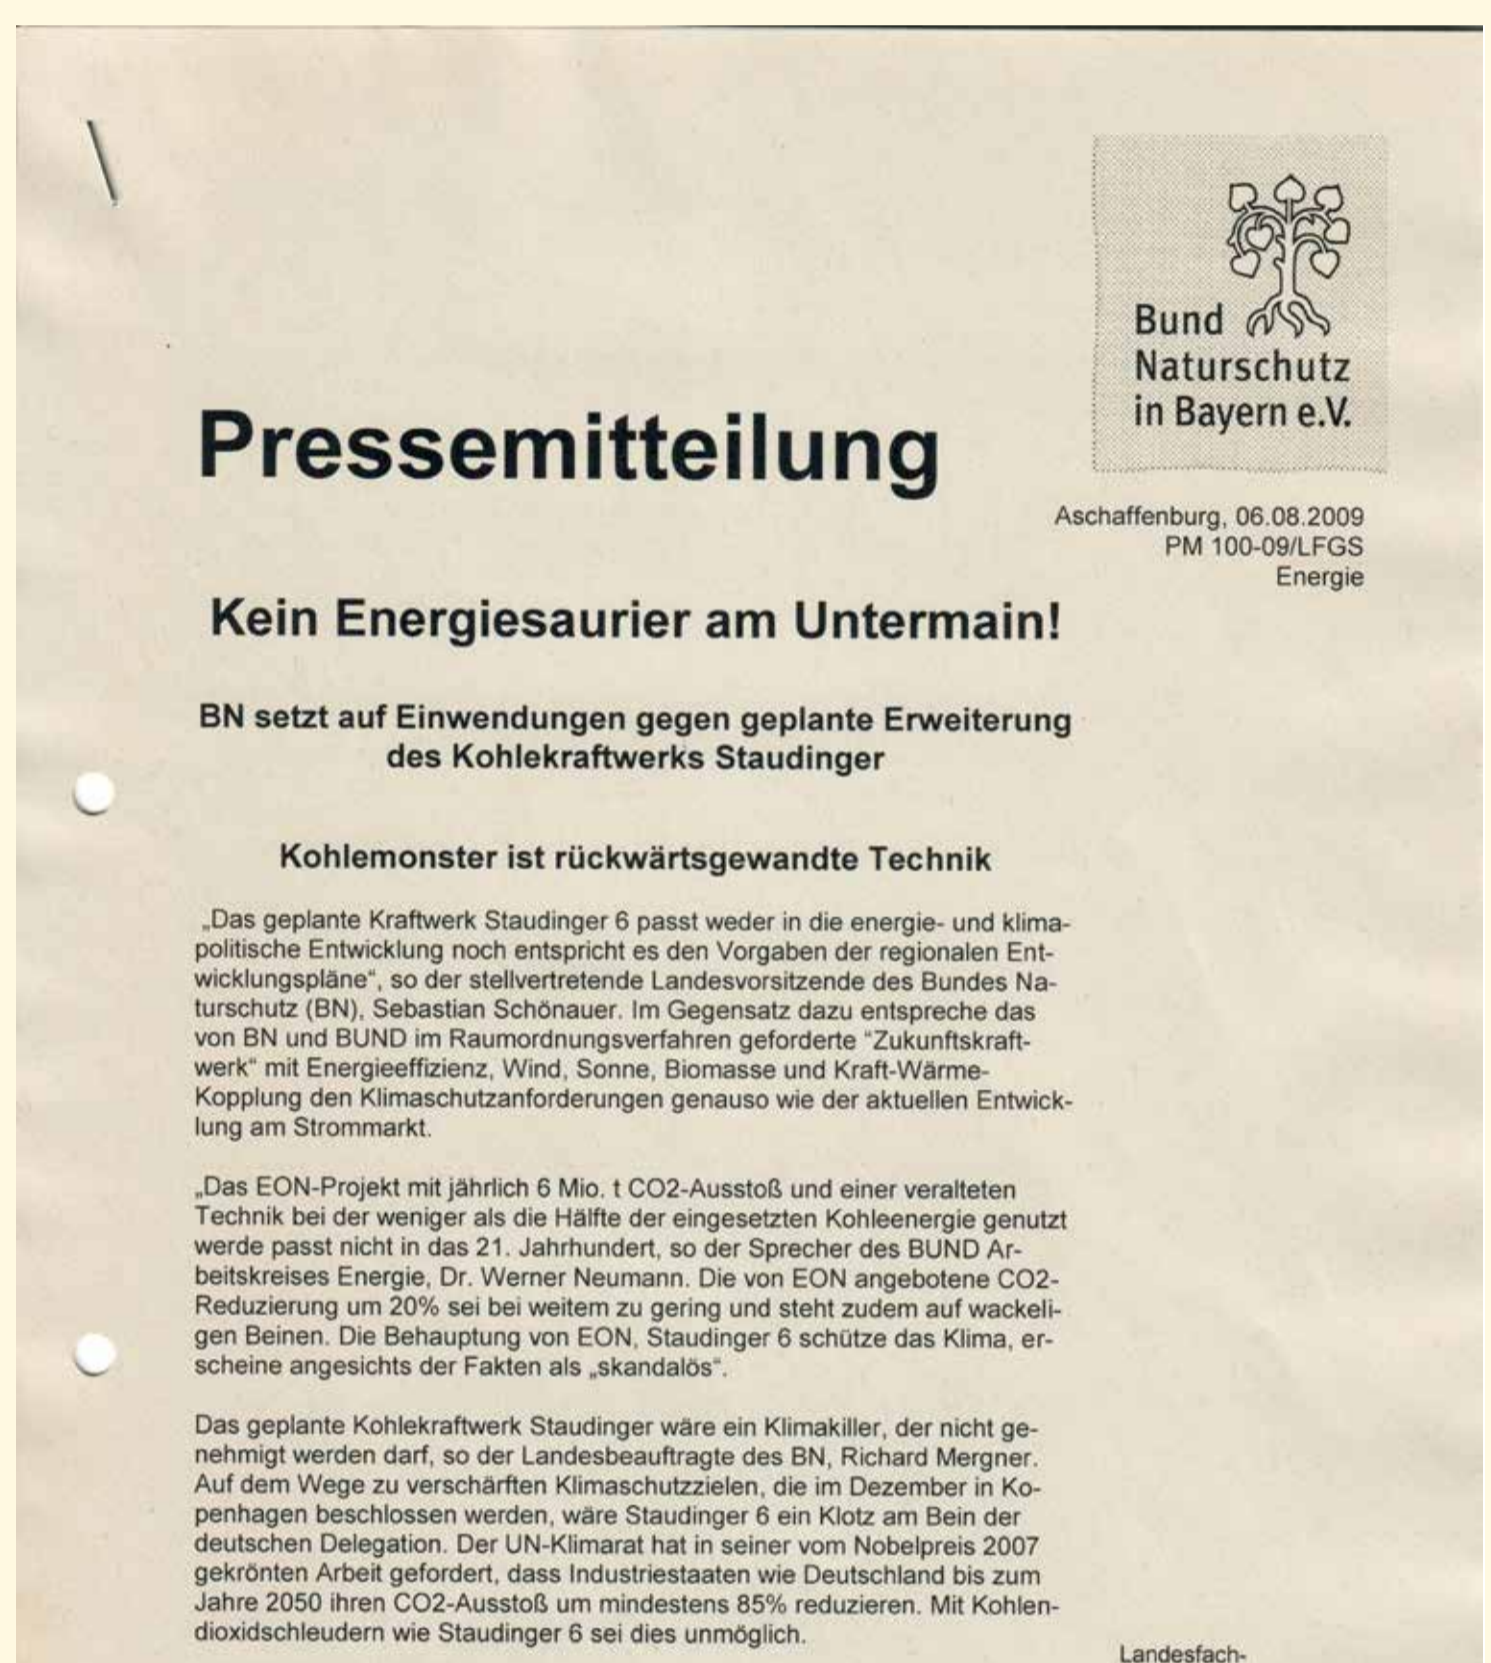 Bund
Naturschutz
in Bayern e.V.
Pressemitteilung
Aschaffenburg, 06.08.2009
PM 100-09/LFGS
Energie
Kein Energiesaurier am Untermain!
BN setzt auf Einwendungen gegen geplante Erweiterung
des Kohlekraftwerks Staudinger
Kohlemonster ist rückwärtsgewandte Technik
„Das geplante Kraftwerk Staudinger 6 passt weder in die energie- und klima-
politische Entwicklung noch entspricht es den Vorgaben der regionalen Ent-
wicklungspläne“, so der stellvertretende Landesvorsitzende des Bundes Na-
turschutz (BN), Sebastian Schönauer. Im Gegensatz dazu entspreche das
von BN und BUND im Raumordnungsverfahren geforderte “Zukunftskraft-
werk“ mit Energieeffizienz, Wind, Sonne, Biomasse und Kraft-Wärme-
Kopplung den Klimaschutzanforderungen genauso wie der aktuellen Entwick-
lung am Strommarkt.
„Das EON-Projekt mit jährlich 6 Mio. t CO2-Ausstoß und einer veralteten
Technik bei der weniger als die Hälfte der eingesetzten Kohleenergie genutzt
werde passt nicht in das 21. Jahrhundert, so der Sprecher des BUND Ar-
beitskreises Energie, Dr. Werner Neumann. Die von EON angebotene CO2-
Reduzierung um 20% sei bei weitem zu gering und steht zudem auf wackeli-
gen Beinen. Die Behauptung von EON, Staudinger 6 schütze das Klima, er-
scheine angesichts der Fakten als „skandalös“.
Das geplante Kohlekraftwerk Staudinger wäre ein Klimakiller, der nicht ge-
nehmigt werden darf, so der Landesbeauftragte des BN, Richard Mergner.
Auf dem Wege zu verschärften Klimaschutzzielen, die im Dezember in Ko-
penhagen beschlossen werden, wäre Staudinger 6 ein Klotz am Bein der
deutschen Delegation. Der UN-Klimarat hat in seiner vom Nobelpreis 2007
gekrönten Arbeit gefordert, dass Industriestaaten wie Deutschland bis zum
Jahre 2050 ihren CO2-Ausstoß um mindestens 85% reduzieren. Mit Kohlen-
dioxidschleudern wie Staudinger 6 sei dies unmöglich.
Landesfach-